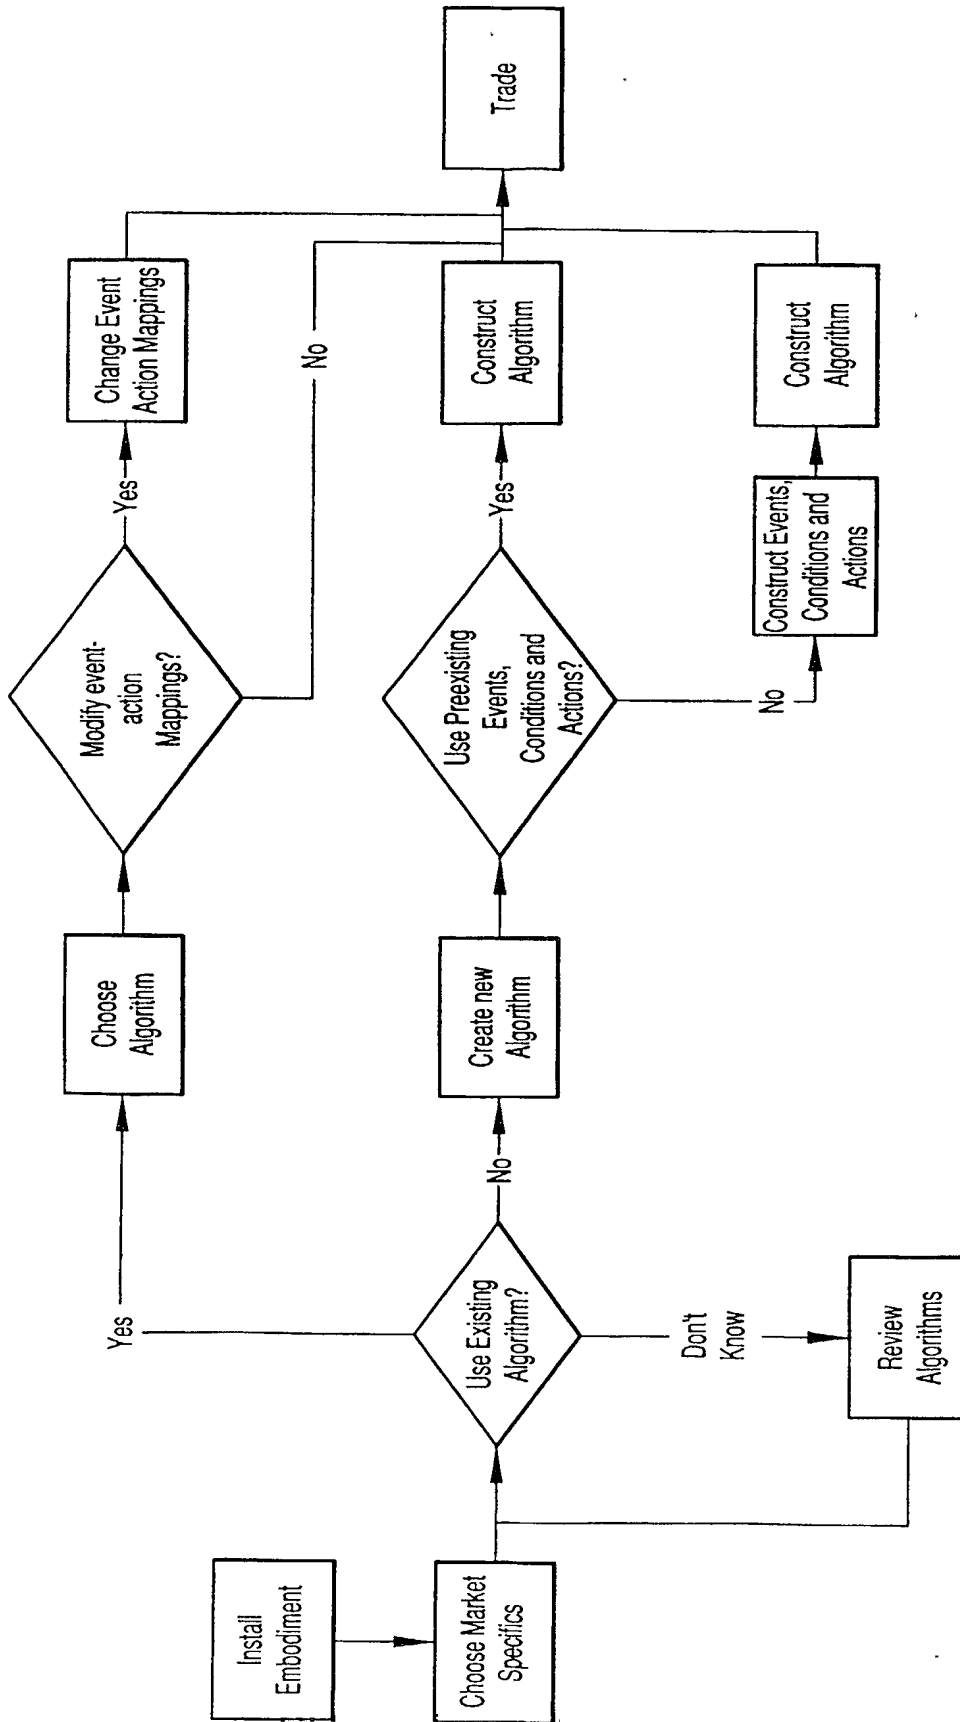 Install
Embodiment
Choose Market
Specifics
Use Existing
Algorithm?
Yes
No
Don't
Know
Review
Algorithms
Choose
Algorithm
Create new
Algorithm
Modify event-
action
Mappings?
Yes
No
Change Event
Action Mappings
Use Preexisting
Events,
Conditions and
Actions?
Yes
No
Construct
Algorithm
Construct Events,
Conditions and
Actions
Construct
Algorithm
Trade